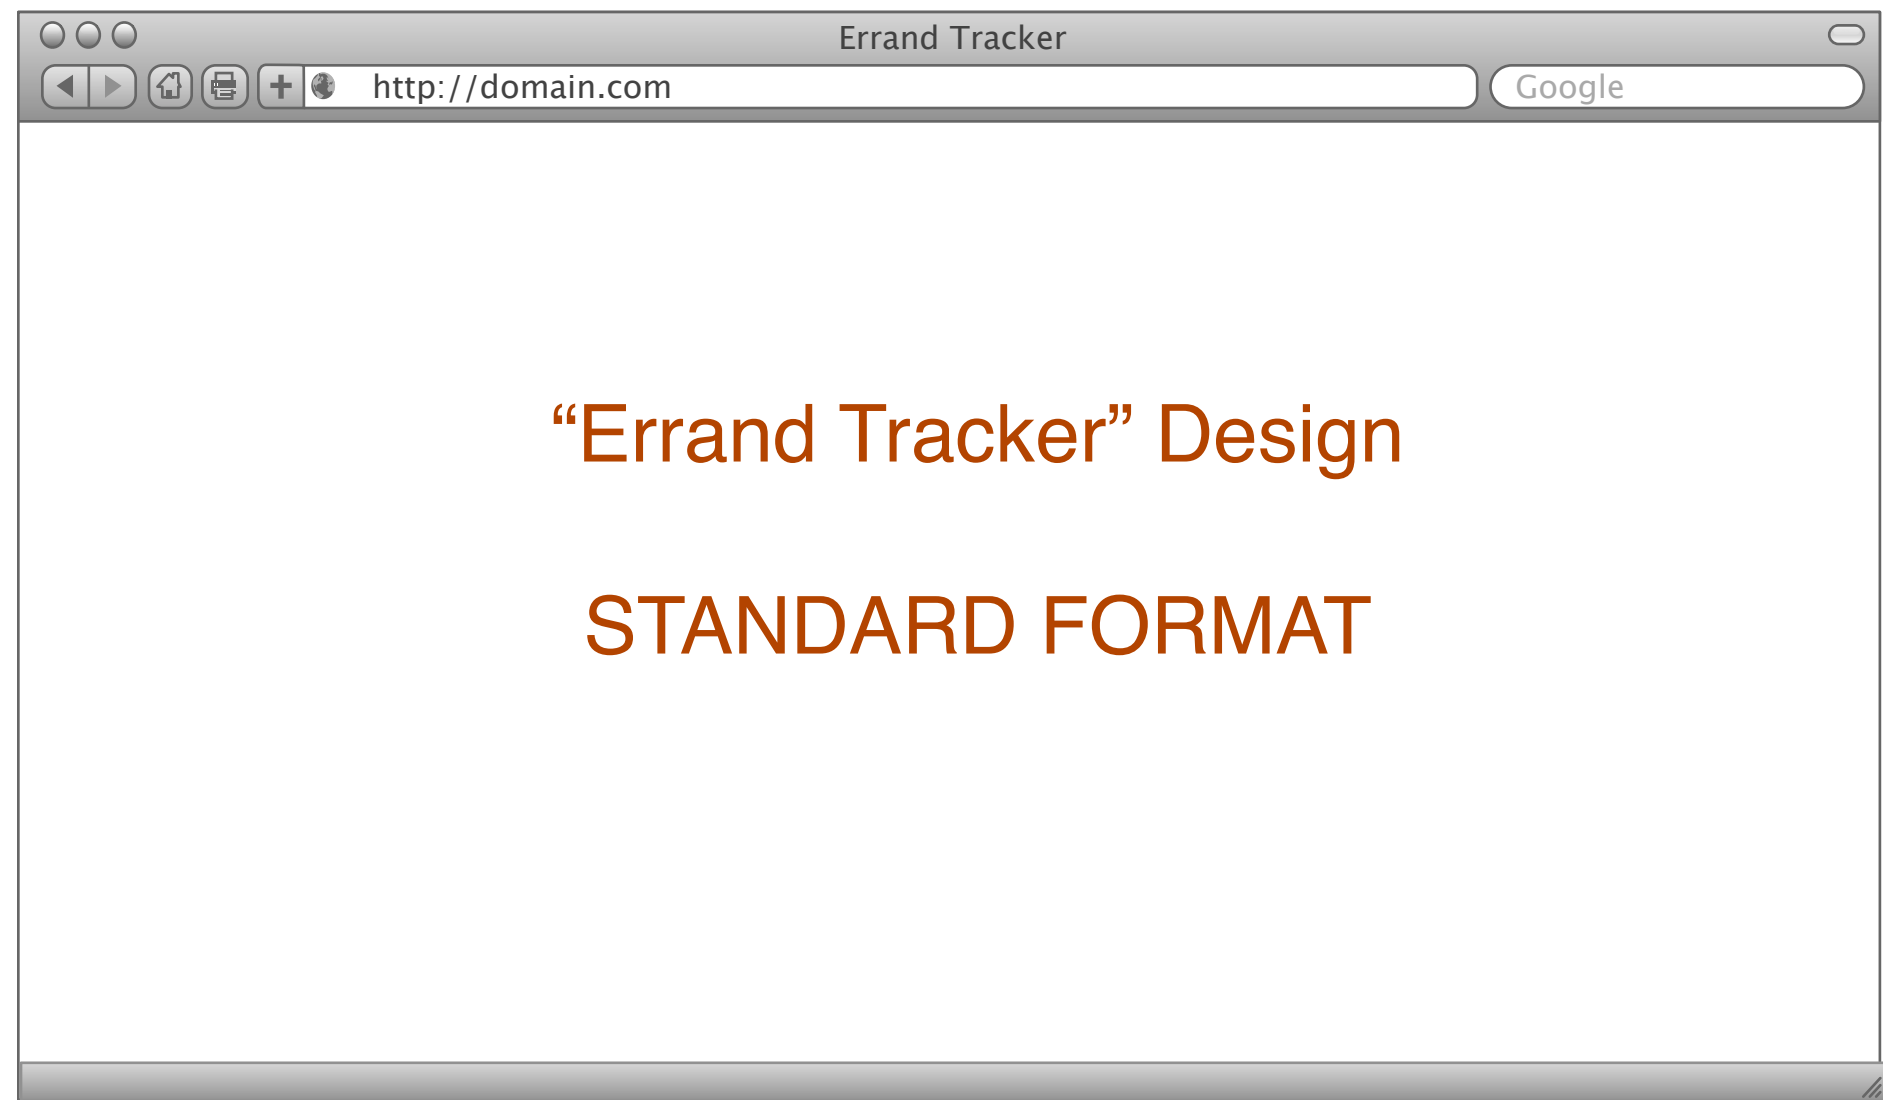 Errand Tracker
http://domain.com
Google
“Errand Tracker” Design
STANDARD FORMAT